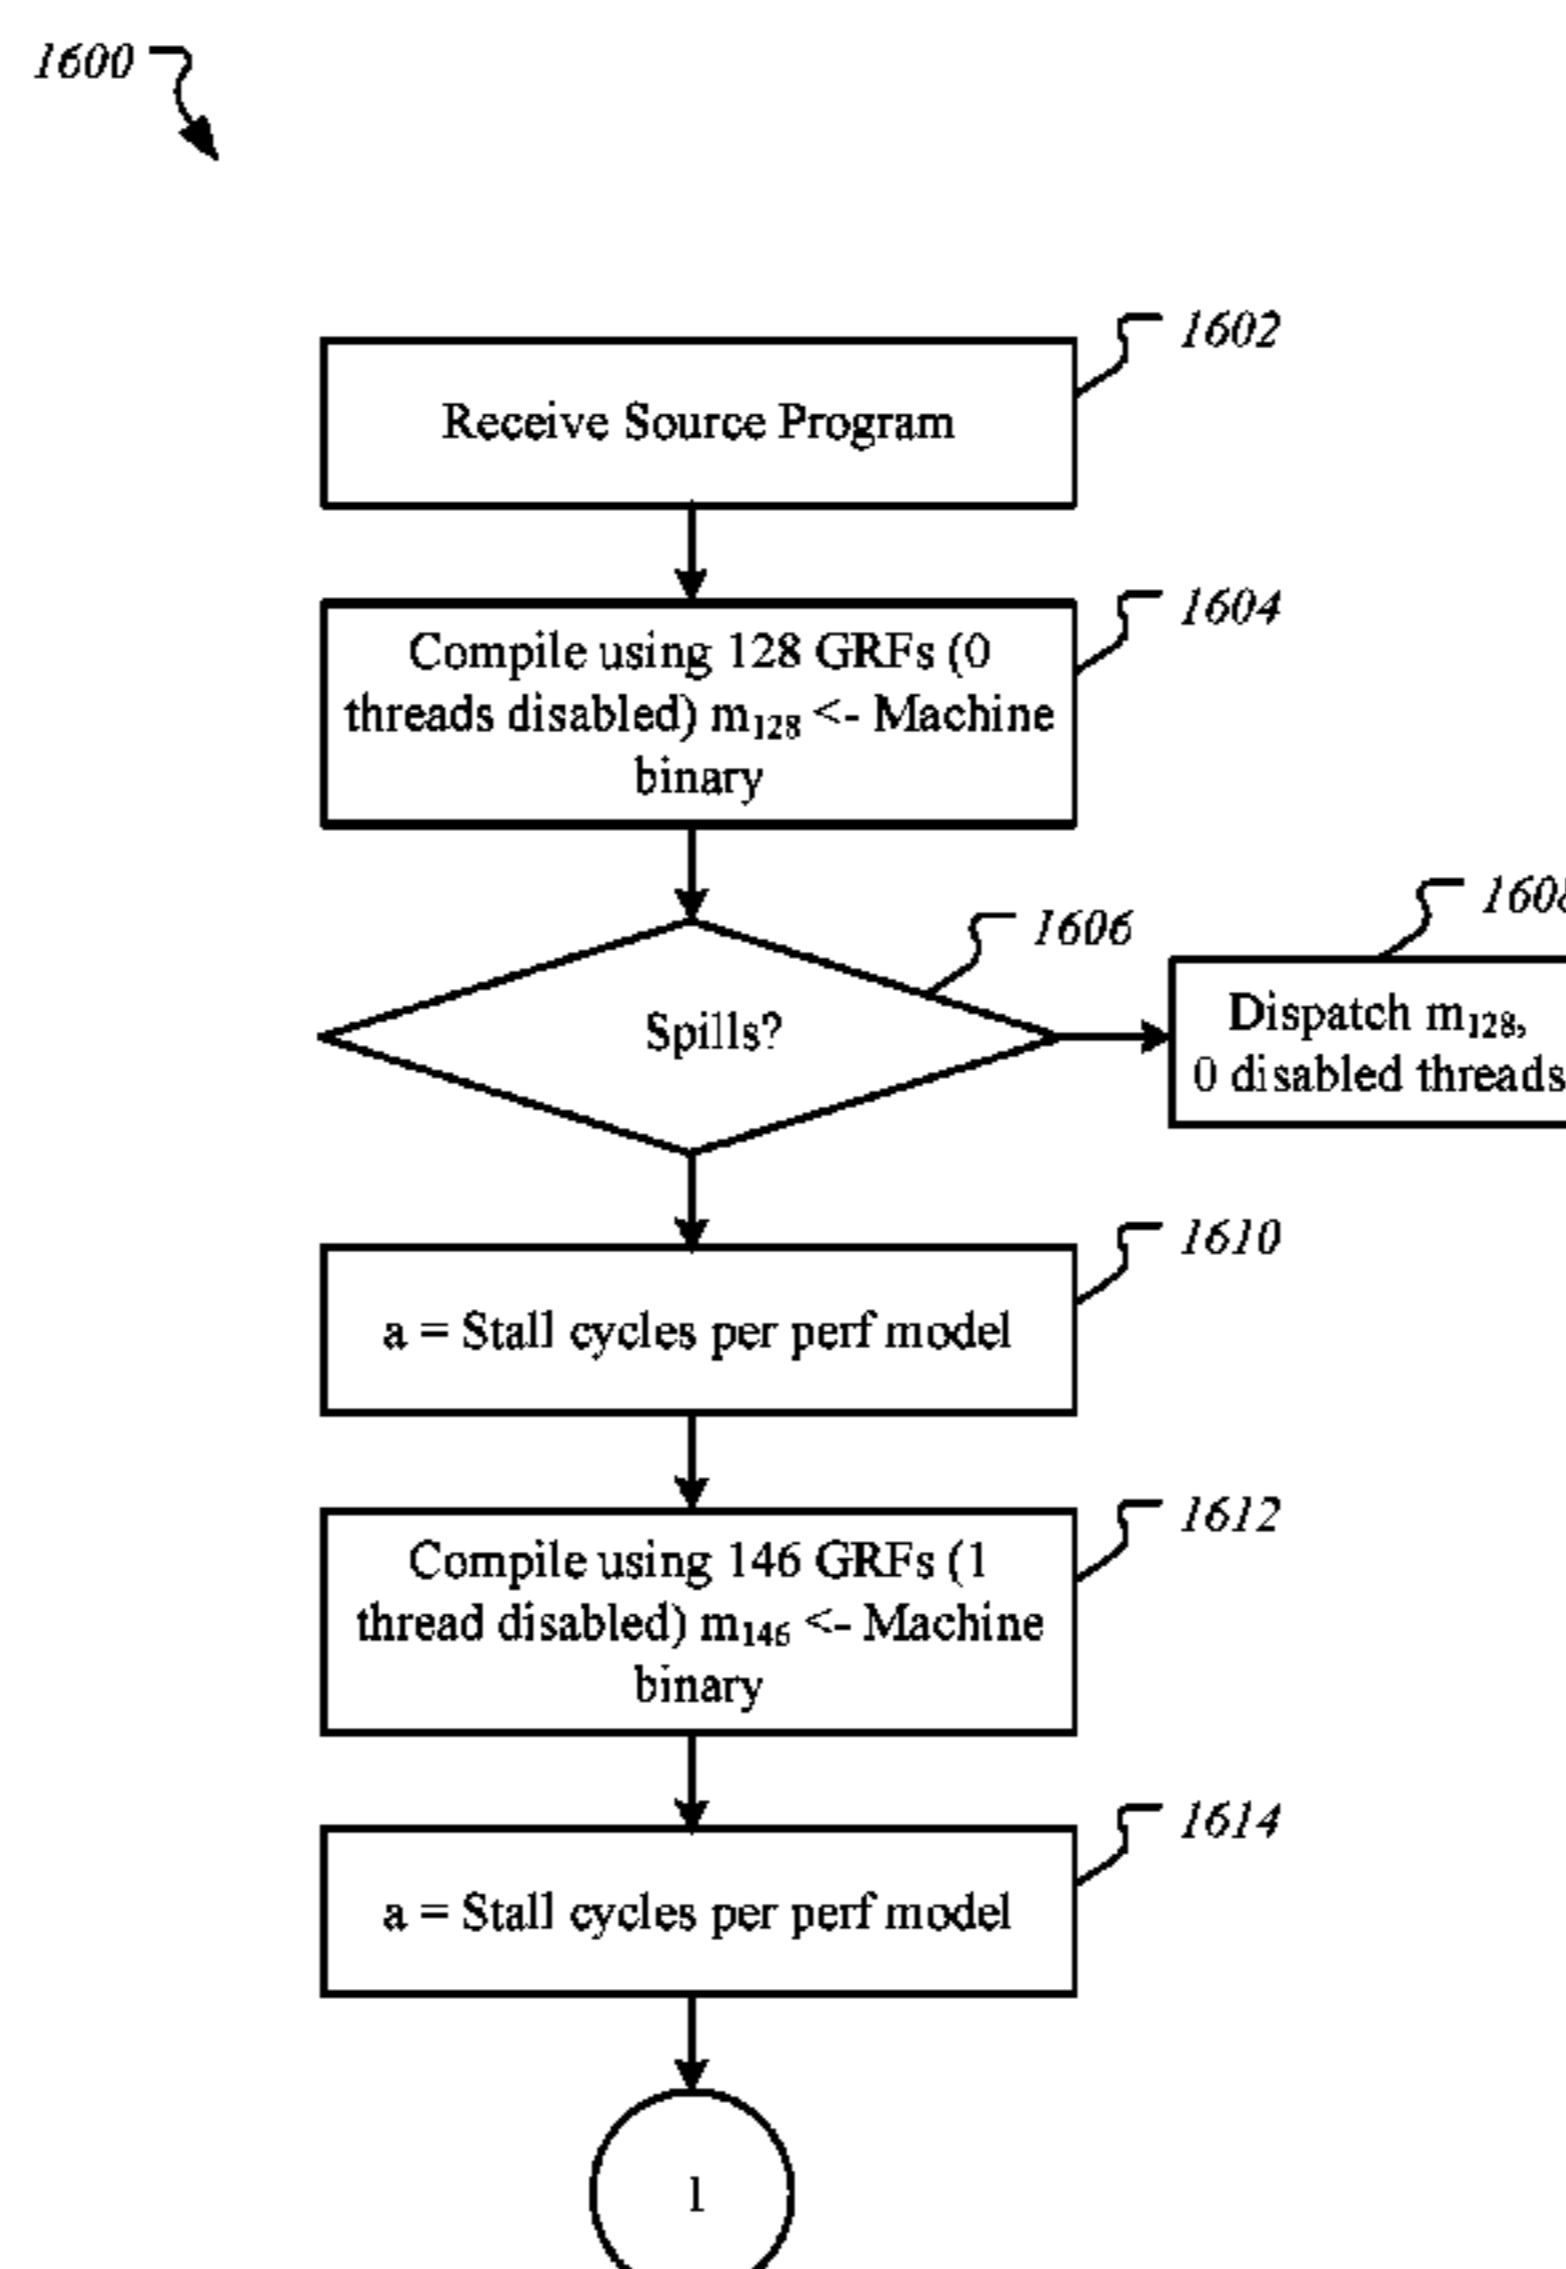 1600
1602
Receive Source Program
1604
Compile using 128 GRFs (0
threads disabled) m128 <- Machine
binary
1606
Spills?
Dispatch m128,
0 disabled threads
1610
a = Stall cycles per perf model
1612
Compile using 146 GRFs (1
thread disabled) m146 <- Machine
binary
1614
a = Stall cycles per perf model
1